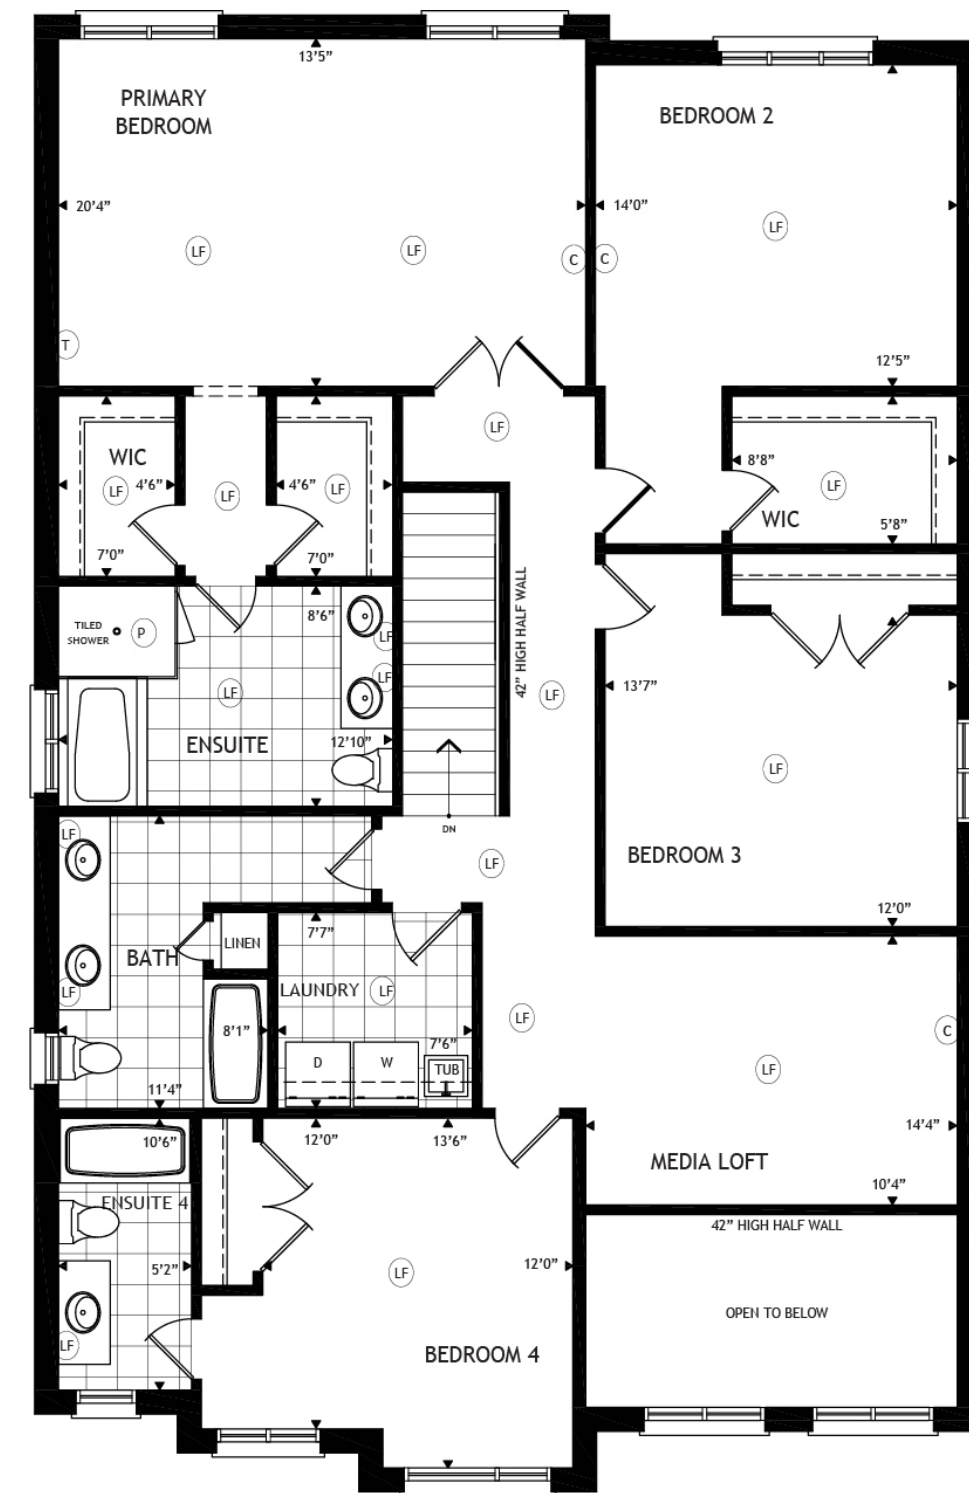 13'5"
PRIMARY
BEDROOM
BEDROOM 2
20'4"
14'0"
LF
LF
LF
C
C
T
12'5"
LF
WIC
LF
4'6"
LF
4'6"
LF
8'8"
LF
WIC
5'8"
7'0"
7'0"
42" HIGH HALF WALL
8'6"
TILED
SHOWER
P
LF
LF
LF
LF
13'7"
ENSUITE
12'10"
LF
DN
LF
LF
BEDROOM 3
12'0"
7'7"
LINEN
BATH
LF
LAUNDRY
LF
LF
C
8'1"
7'6"
D
W
TUB
LF
11'4"
10'6"
12'0"
13'6"
14'4"
MEDIA LOFT
10'4"
ENSUITE 4
42" HIGH HALF WALL
5'2"
LF
12'0"
OPEN TO BELOW
LF
BEDROOM 4